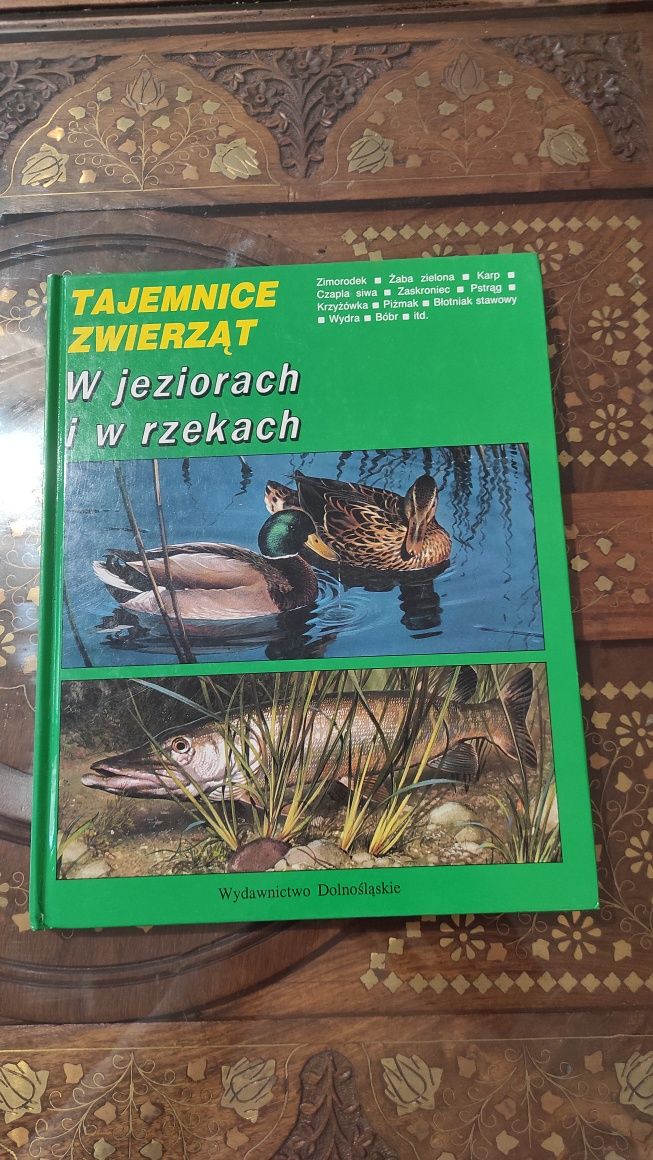 TAJEMNICE
ZWIERZĄT
W jeziorach
i w rzekach
Zimorodek ■ Żaba zielona ■ Karp ■
Czapla siwa ■ Zaskroniec ■ Pstrąg ■
Krzyżówka ■ Piżmak ■ Błotniak stawowy
■ Wydra ■ Bóbr ■ itd.
Wydawnictwo Dolnośląskie